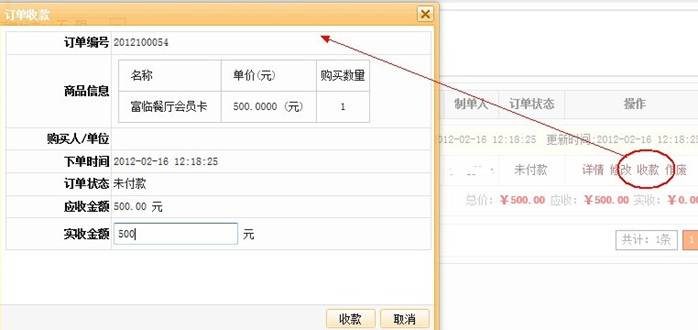 订单收款
订单编号 2012100054
商品信息
名称 单价(元) 购买数量
富临餐厅会员卡 500.0000 (元) 1
购买人/单位
下单时间 2012-02-16 12:18:25
订单状态 未付款
应收金额 500.00 元
实收金额 500 元
收款 取消
制单人 订单状态 操作
012-02-16 12:18:25 更新时间:2012-02-16 12:18:25
未付款 详情 修改 收款 作废
总价: ¥500.00 应收: ¥500.00 实收: ¥0.00
共计: 1条 1